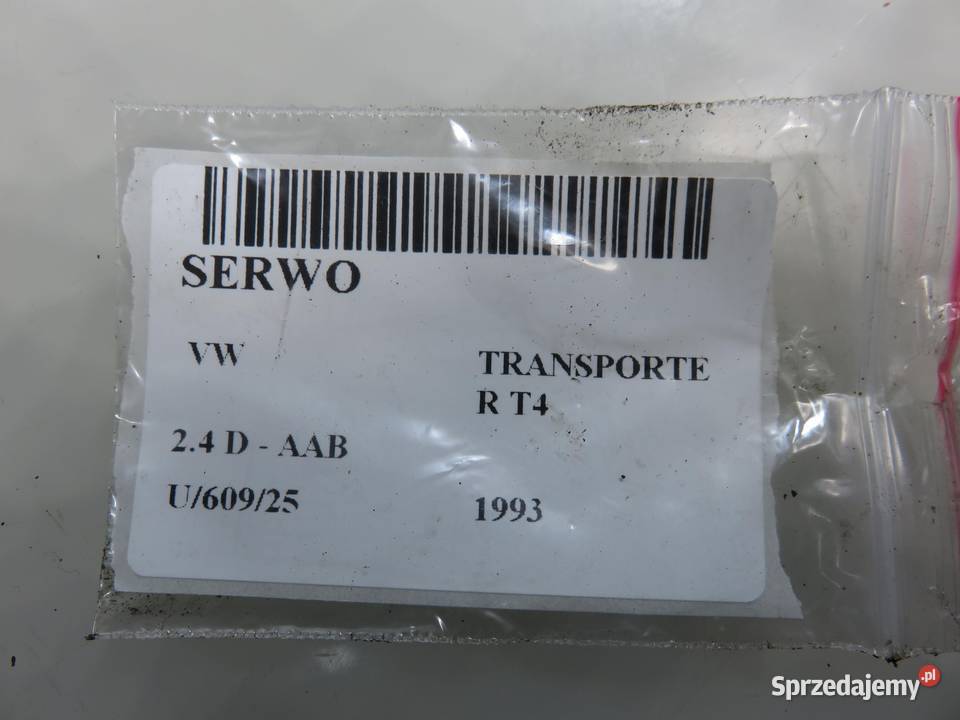 SERWO
VW
TRANSPORTE
R T4
2.4 D - AAB
U/609/25
1993
Sprzedajemy.pl